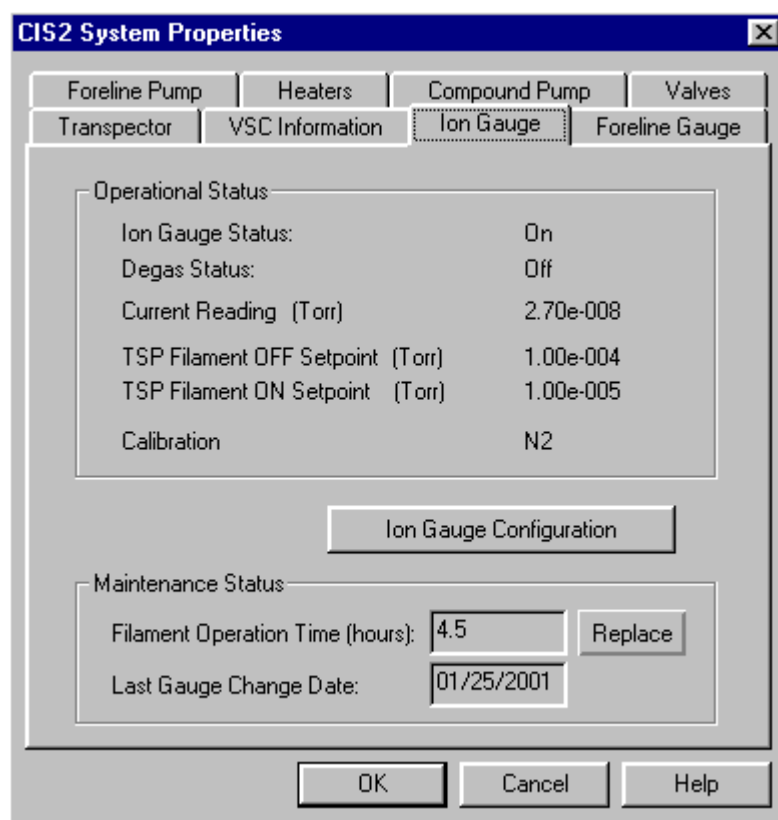 CIS2 System Properties
Foreline Pump Heaters Compound Pump Valves
Transpector VSC Information Ion Gauge Foreline Gauge
Operational Status
Ion Gauge Status: On
Degas Status: Off
Current Reading (Torr) 2.70e-008
TSP Filament OFF Setpoint (Torr) 1.00e-004
TSP Filament ON Setpoint (Torr) 1.00e-005
Calibration N2
Ion Gauge Configuration
Maintenance Status
Filament Operation Time (hours): 4.5 Replace
Last Gauge Change Date: 01/25/2001
OK Cancel Help